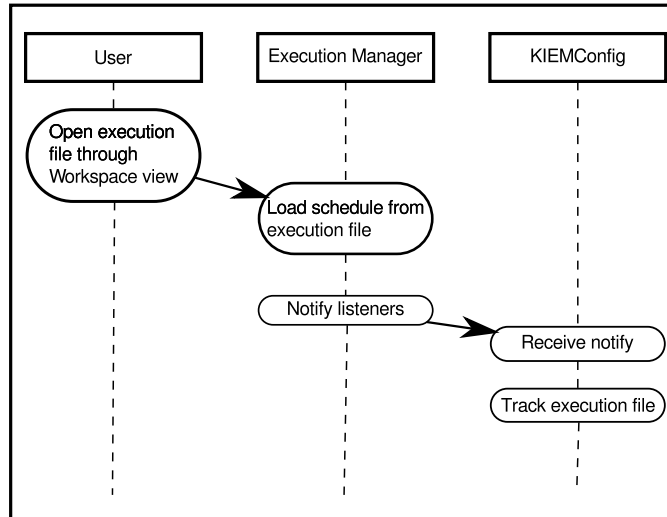 User
Execution Manager
KIEMConfig
Open execution
file through
Workspace view
Load schedule from
execution file
Notify listeners
Receive notify
Track execution file